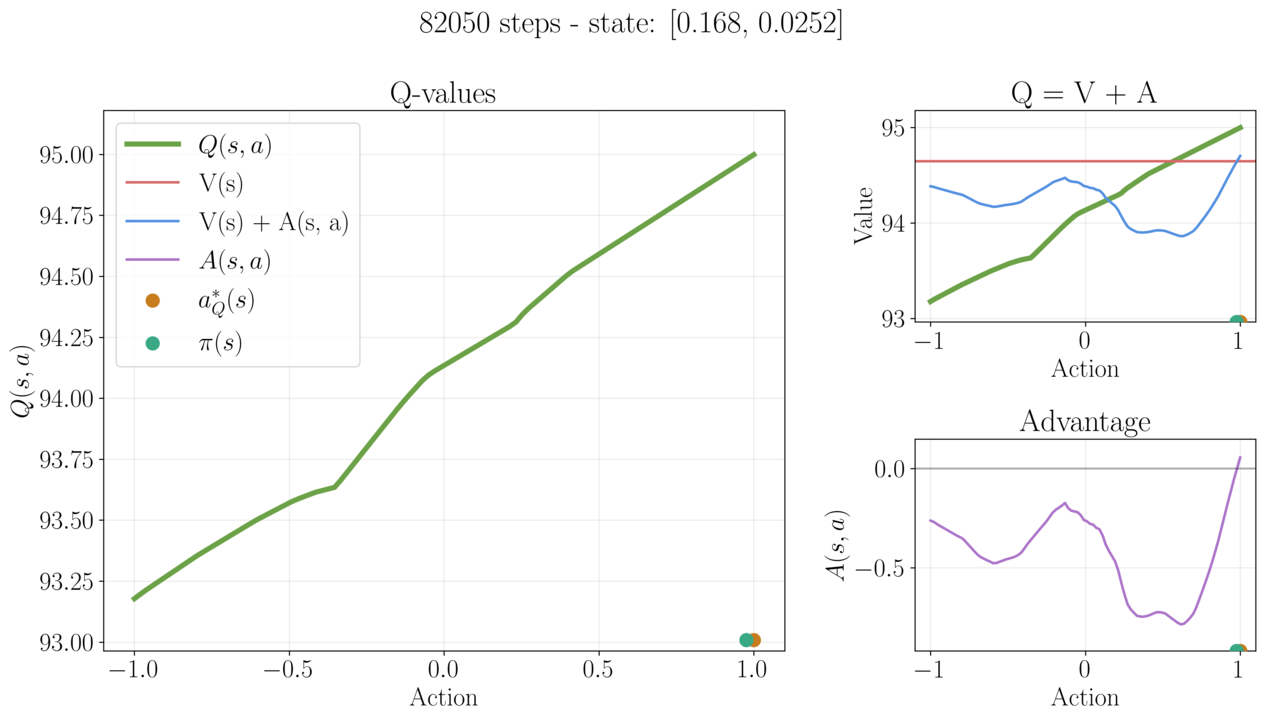 82050 steps - state: [0.168, 0.0252]
Q-values
Q(s, a)
V(s)
V(s) + A(s, a)
A(s, a)
a*_Q(s)
π(s)
95.00
94.75
94.50
94.25
94.00
93.75
93.50
93.25
93.00
Q(s, a)
−1.0
−0.5
0.0
0.5
1.0
Action
Q = V + A
95
94
93
Value
−1
0
1
Action
Advantage
0.0
−0.5
A(s, a)
−1
0
1
Action